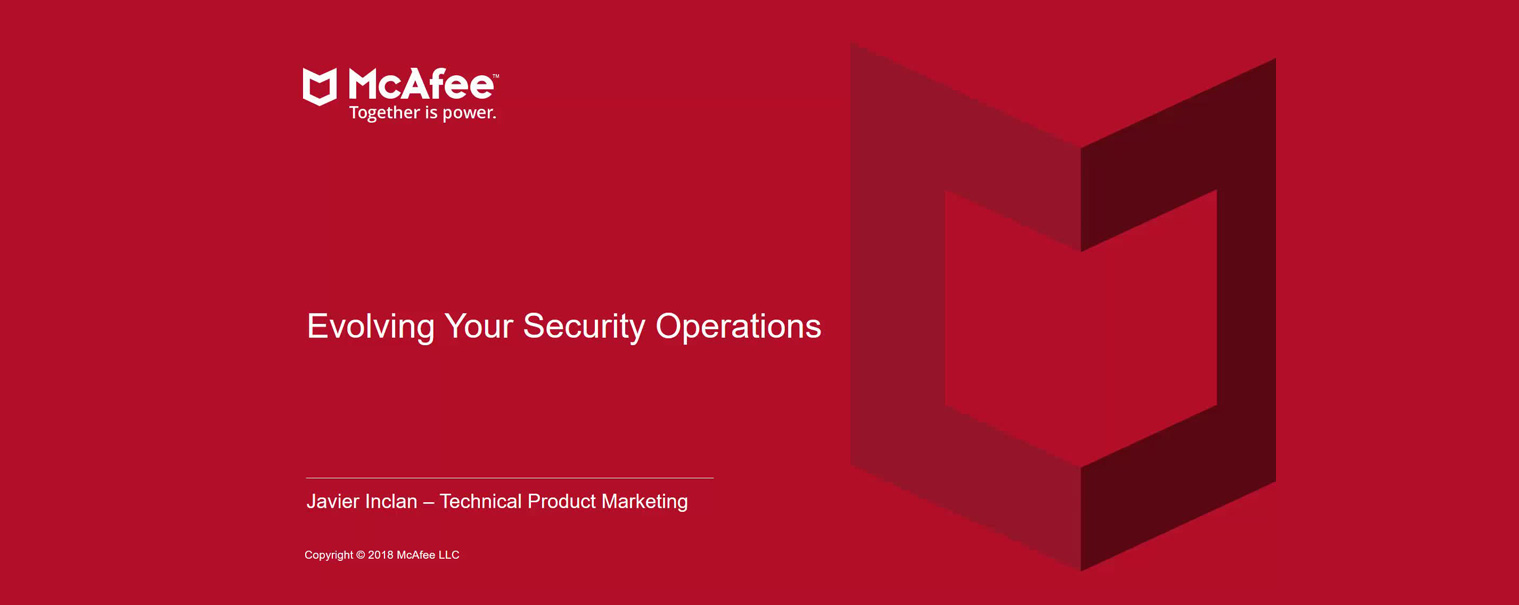 McAfee™
Together is power.
Evolving Your Security Operations
Javier Inclan – Technical Product Marketing
Copyright © 2018 McAfee LLC